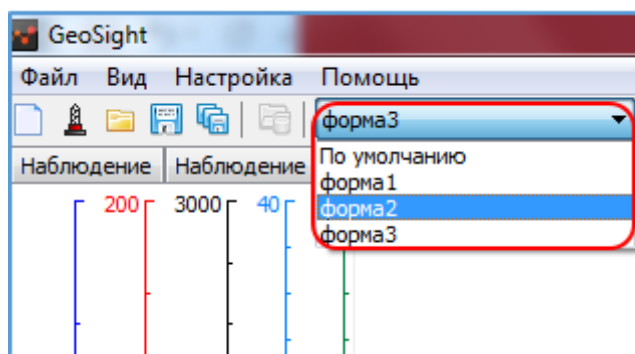 GeoSight
Файл Вид Настройка Помощь
форма3
Наблюдение Наблюдение
По умолчанию
форма1
форма2
форма3
200 3000 40